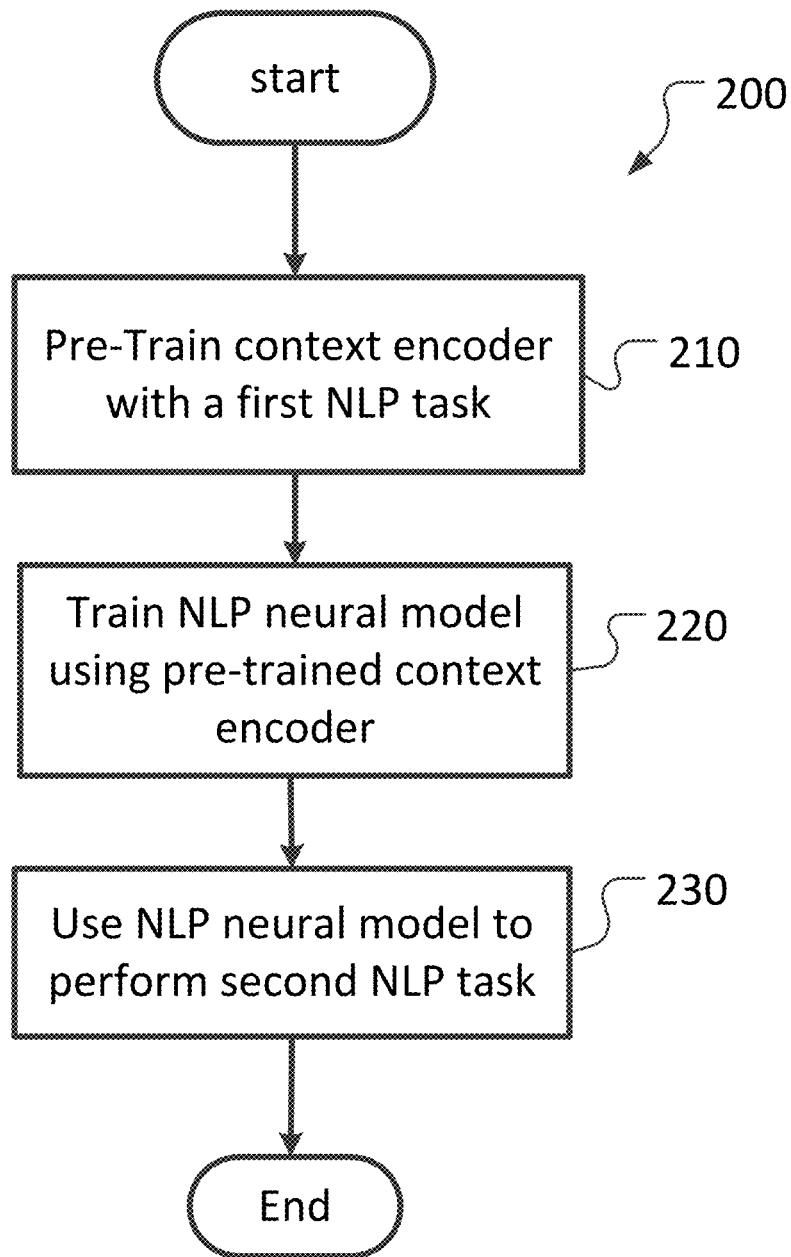 start
200
Pre-Train context encoder
with a first NLP task
210
Train NLP neural model
using pre-trained context
encoder
220
Use NLP neural model to
perform second NLP task
230
End